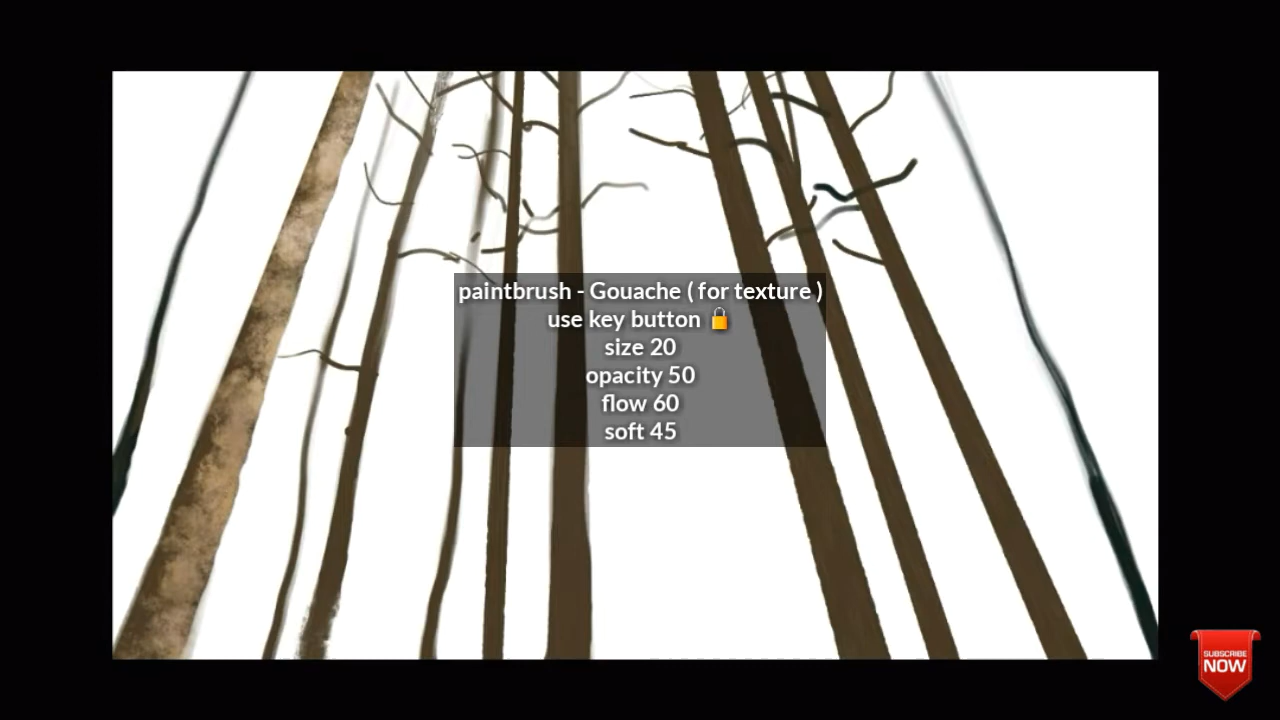 paintbrush - Gouache ( for texture )
use key button 🔒
size 20
opacity 50
flow 60
soft 45
SUBSCRIBE
NOW